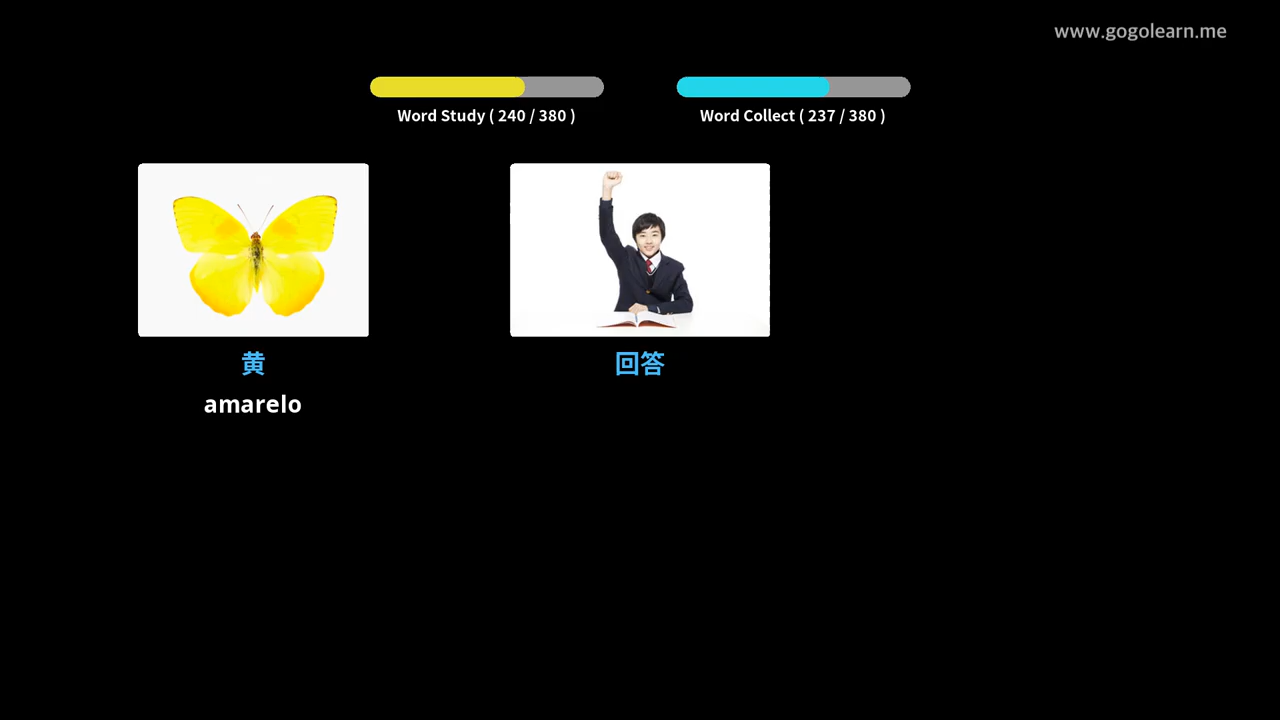 www.gogolearn.me
Word Study ( 240 / 380 )
Word Collect ( 237 / 380 )
黄
amarelo
回答